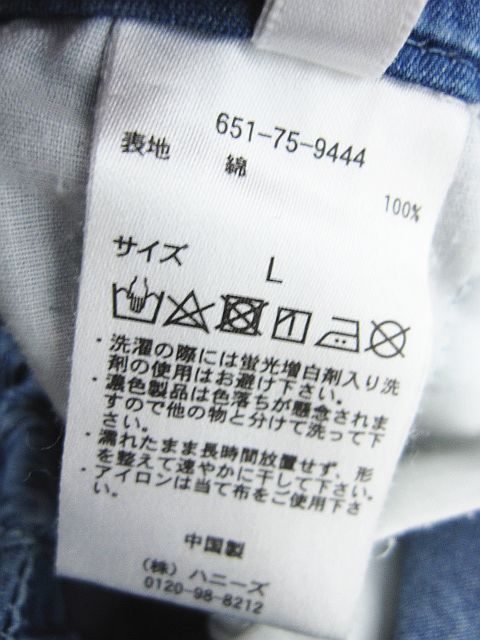 651-75-9444
表地 綿 100%
サイズ L
・洗濯の際には蛍光増白剤入り洗
剤の使用はお避け下さい。
・濃色製品は色落ちが懸念されま
すので他の物と分けて洗って下
さい。
・濡れたまま長時間放置せず、形
を整えて速やかに干して下さい。
・アイロンは当て布をご使用下さ
い。
中国製
(株) ハニーズ
0120-98-8212